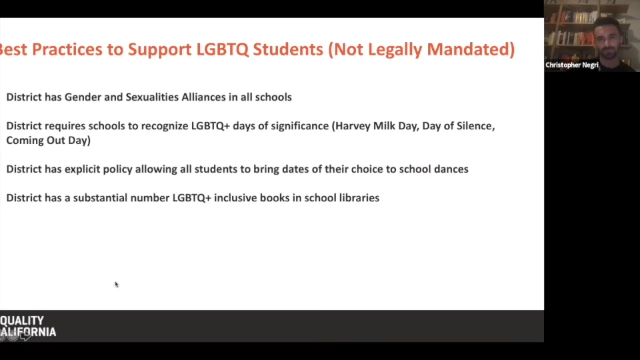 Best Practices to Support LGBTQ Students (Not Legally Mandated)
Christopher Negri
District has Gender and Sexualities Alliances in all schools
District requires schools to recognize LGBTQ+ days of significance (Harvey Milk Day, Day of Silence,
Coming Out Day)
District has explicit policy allowing all students to bring dates of their choice to school dances
District has a substantial number LGBTQ+ inclusive books in school libraries
QUALITY
ALIFORNIA